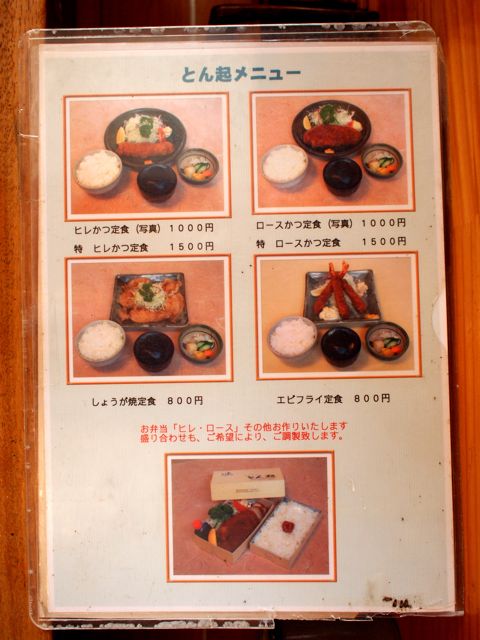 とん起メニュー
ヒレかつ定食（写真）１０００円
特　ヒレかつ定食　　１５００円
ロースかつ定食（写真）１０００円
特　ロースかつ定食　　１５００円
しょうが焼定食　８００円
エビフライ定食　８００円
お弁当「ヒレ・ロース」その他お作りいたします
盛り合わせも、ご希望により、ご調製致します。